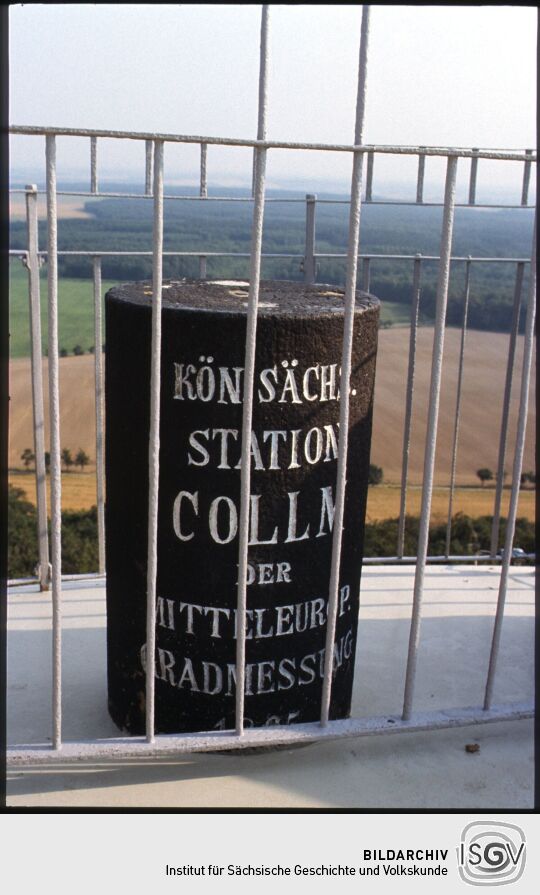 KÖN. SÄCHS.
STATION
COLLM
DER
MITTELEUROP.
GRADMESSUNG
BILDARCHIV
Institut für Sächsische Geschichte und Volkskunde
ISGV